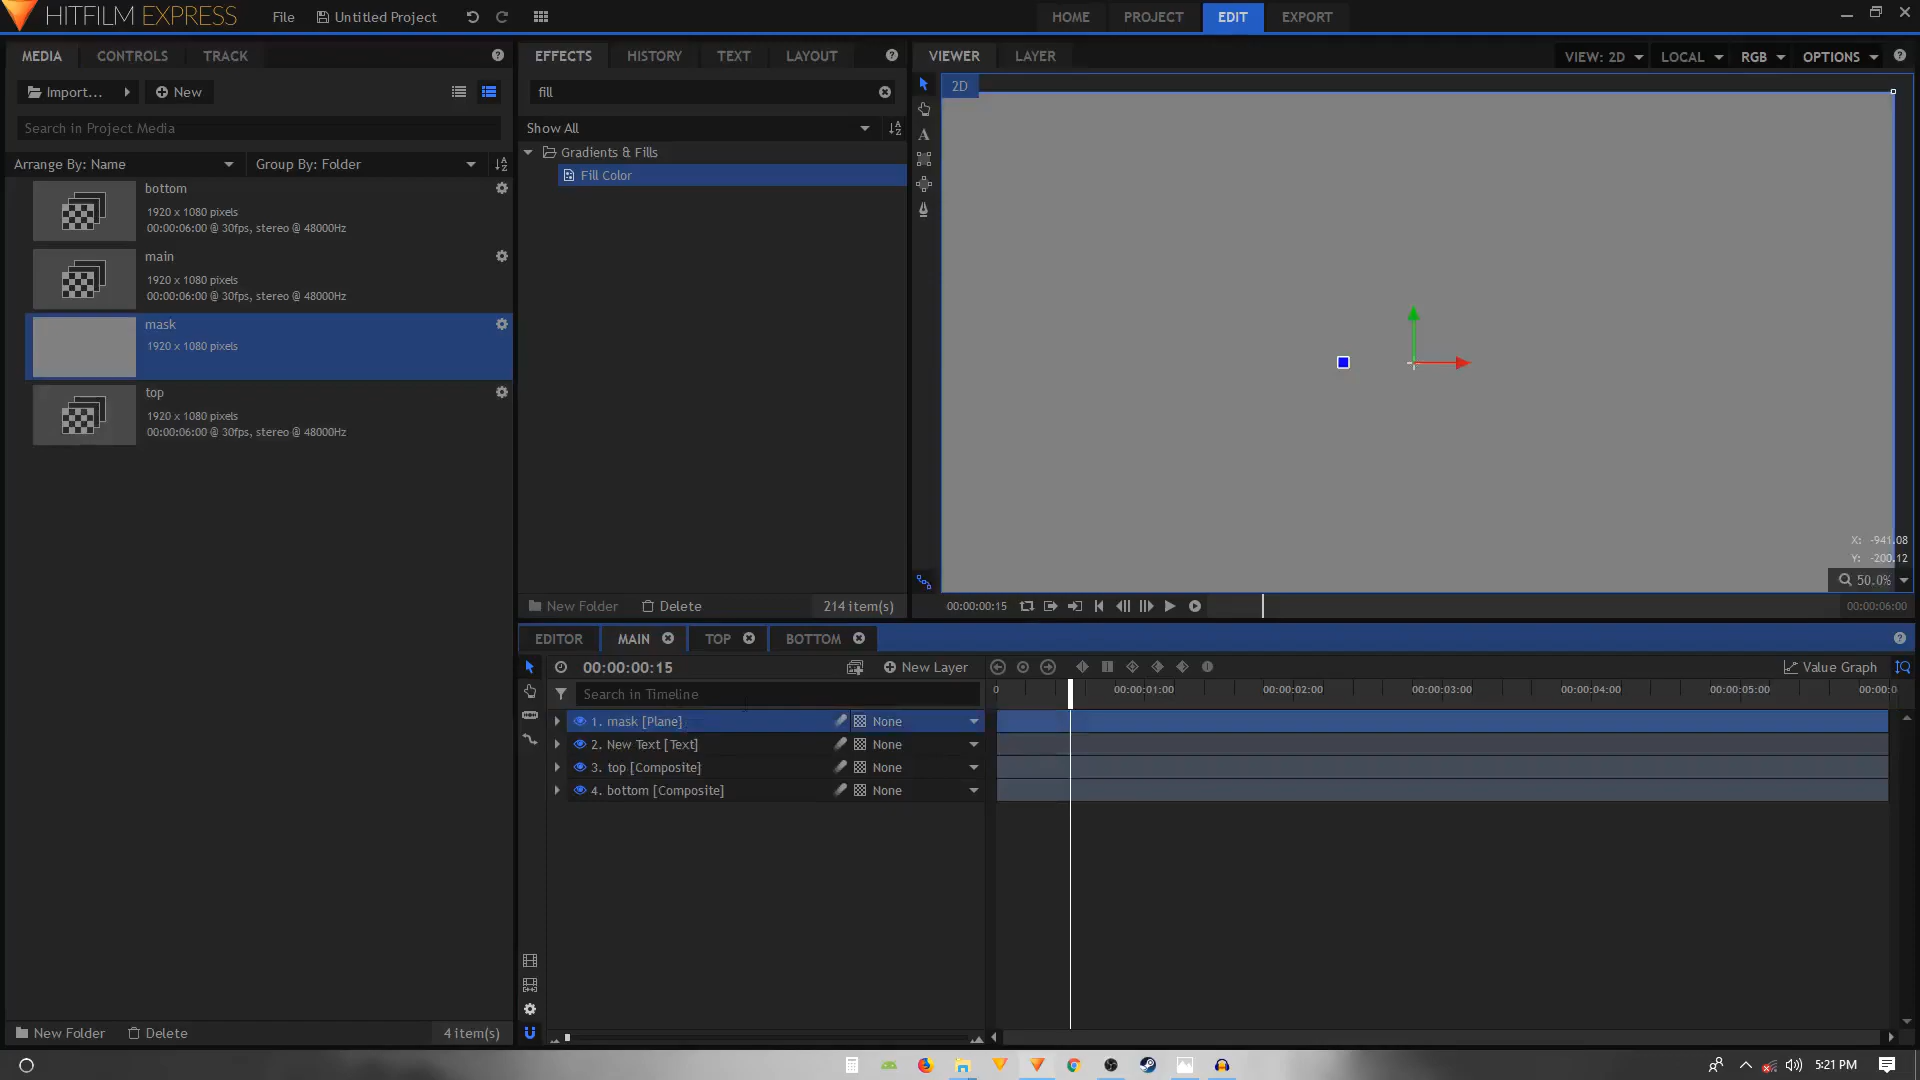 HITFILM EXPRESS
File
Untitled Project
HOME
PROJECT
EDIT
EXPORT
MEDIA
CONTROLS
TRACK
Import...
New
Search in Project Media
Arrange By: Name
Group By: Folder
bottom
1920 x 1080 pixels
00:00:06:00 @ 30fps, stereo @ 48000Hz
main
1920 x 1080 pixels
00:00:06:00 @ 30fps, stereo @ 48000Hz
mask
1920 x 1080 pixels
top
1920 x 1080 pixels
00:00:06:00 @ 30fps, stereo @ 48000Hz
New Folder
Delete
4 item(s)
EFFECTS
HISTORY
TEXT
LAYOUT
fill
Show All
Gradients & Fills
Fill Color
New Folder
Delete
214 item(s)
VIEWER
LAYER
VIEW: 2D
LOCAL
RGB
OPTIONS
2D
A
X: -941.08
Y: -200.12
50.0%
00:00:00:15
00:00:06:00
EDITOR
MAIN
TOP
BOTTOM
00:00:00:15
New Layer
Value Graph
Search in Timeline
0
00:00:01:00
00:00:02:00
00:00:03:00
00:00:04:00
00:00:05:00
00:00:0
1. mask [Plane]
None
2. New Text [Text]
None
3. top [Composite]
None
4. bottom [Composite]
None
5:21 PM